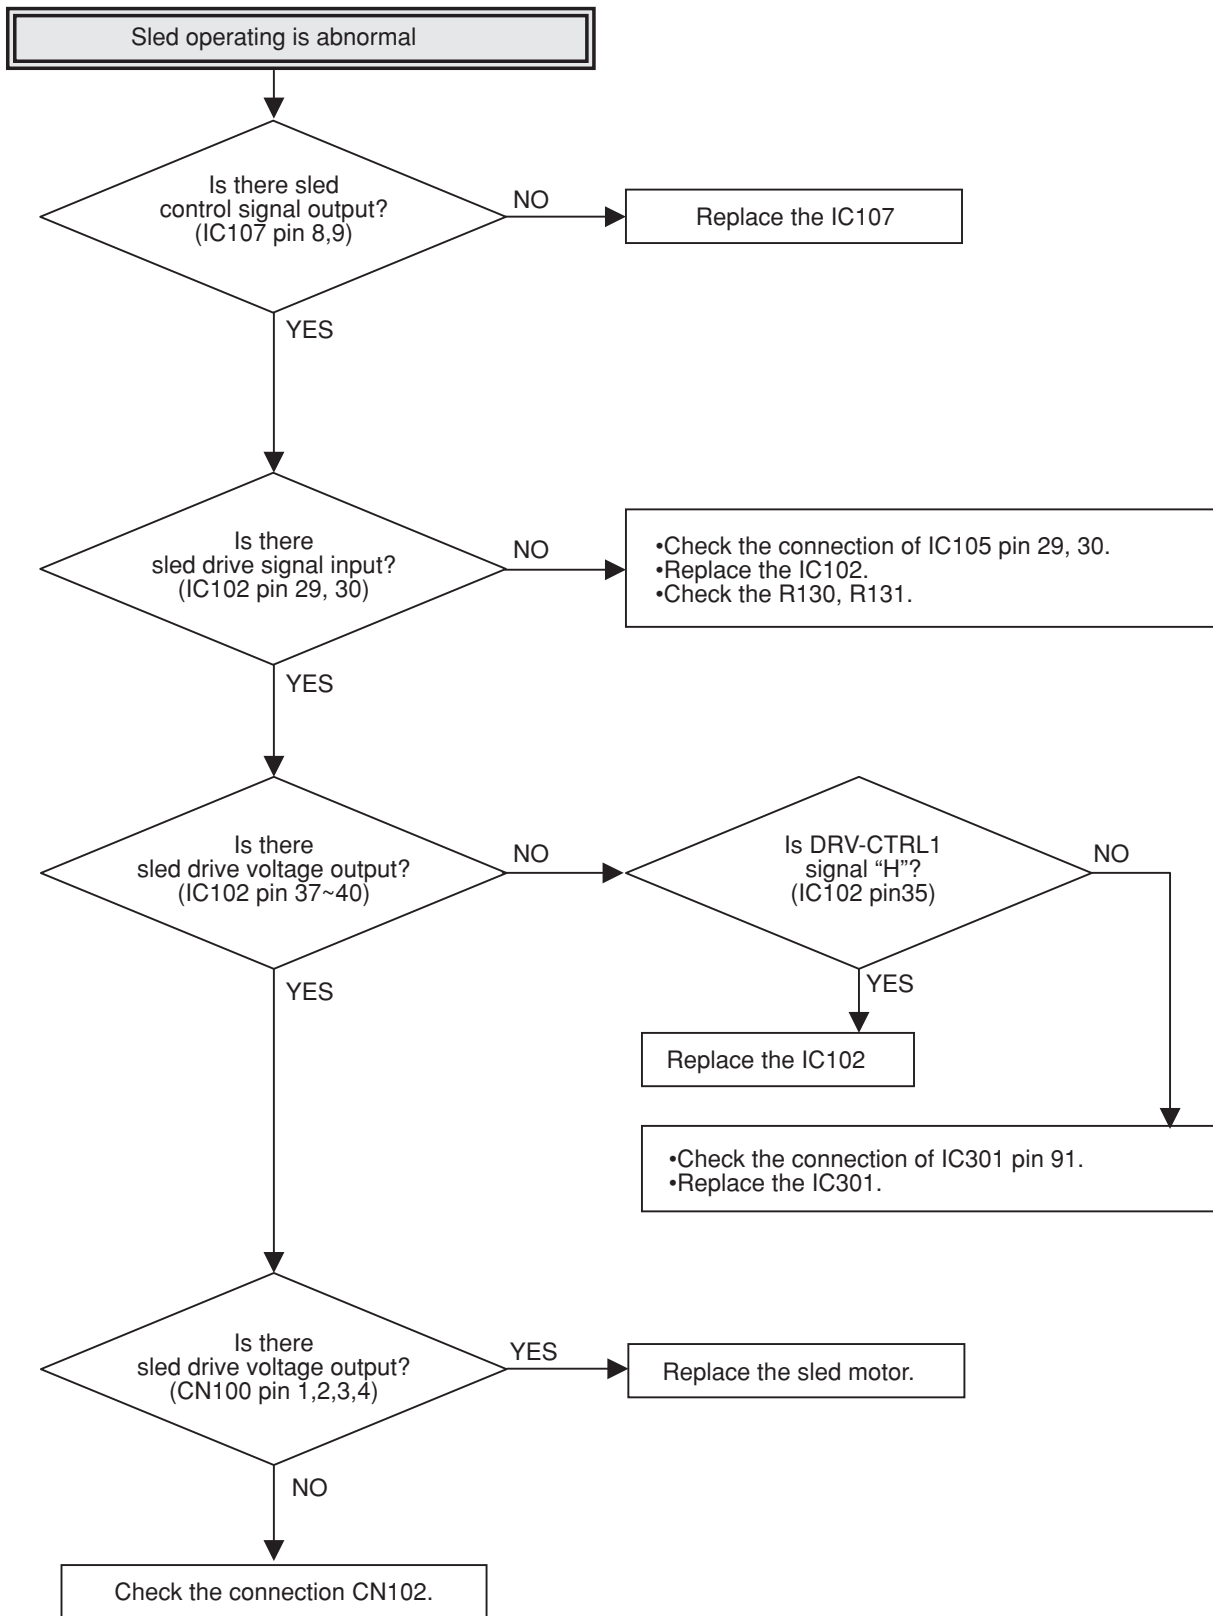 Sled operating is abnormal
Is there sled
control signal output?
(IC107 pin 8,9)
NO
Replace the IC107
YES
Is there
sled drive signal input?
(IC102 pin 29, 30)
NO
•Check the connection of IC105 pin 29, 30.
•Replace the IC102.
•Check the R130, R131.
YES
Is there
sled drive voltage output?
(IC102 pin 37~40)
NO
Is DRV-CTRL1
signal “H”?
(IC102 pin35)
NO
YES
YES
Replace the IC102
•Check the connection of IC301 pin 91.
•Replace the IC301.
Is there
sled drive voltage output?
(CN100 pin 1,2,3,4)
YES
Replace the sled motor.
NO
Check the connection CN102.